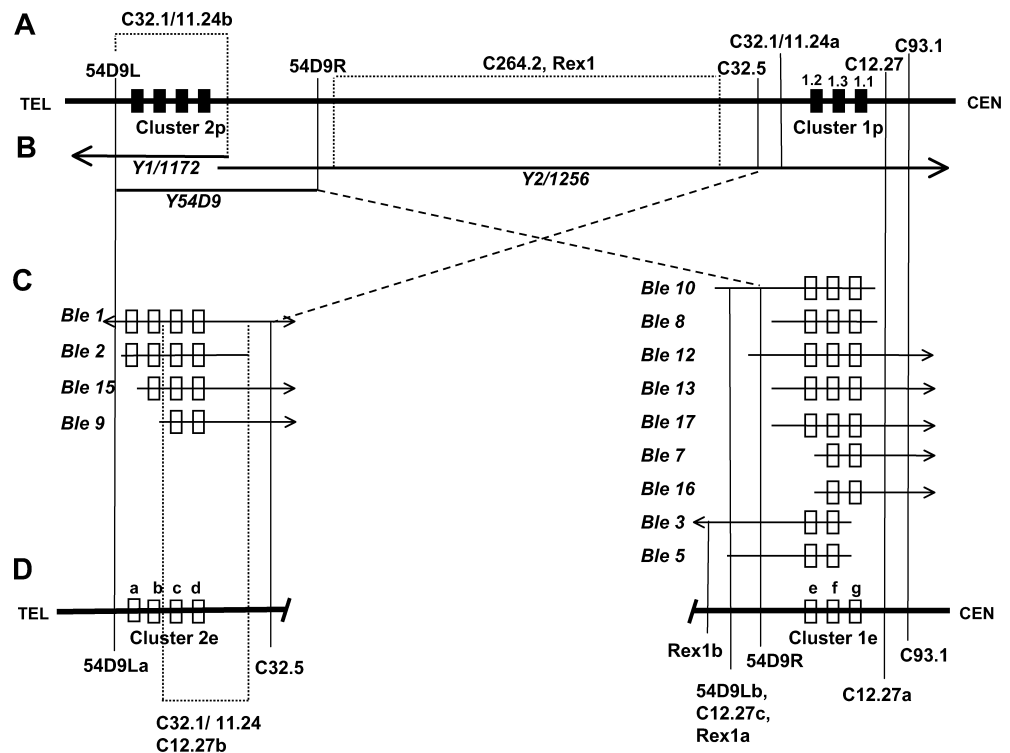 A
C32.1/11.24b
54D9L
54D9R
C264.2, Rex1
C32.1/11.24a
C32.5
C93.1
C12.27
1.2 1.3 1.1
TEL
CEN
Cluster 2p
Cluster 1p
B
Y1/1172
Y2/1256
Y54D9
C
Ble 1
Ble 2
Ble 15
Ble 9
Ble 10
Ble 8
Ble 12
Ble 13
Ble 17
Ble 7
Ble 16
Ble 3
Ble 5
D
a b c d
e f g
TEL
CEN
Cluster 2e
Cluster 1e
54D9La
C32.5
Rex1b
54D9R
C93.1
C32.1/ 11.24
C12.27b
54D9Lb,
C12.27c,
Rex1a
C12.27a